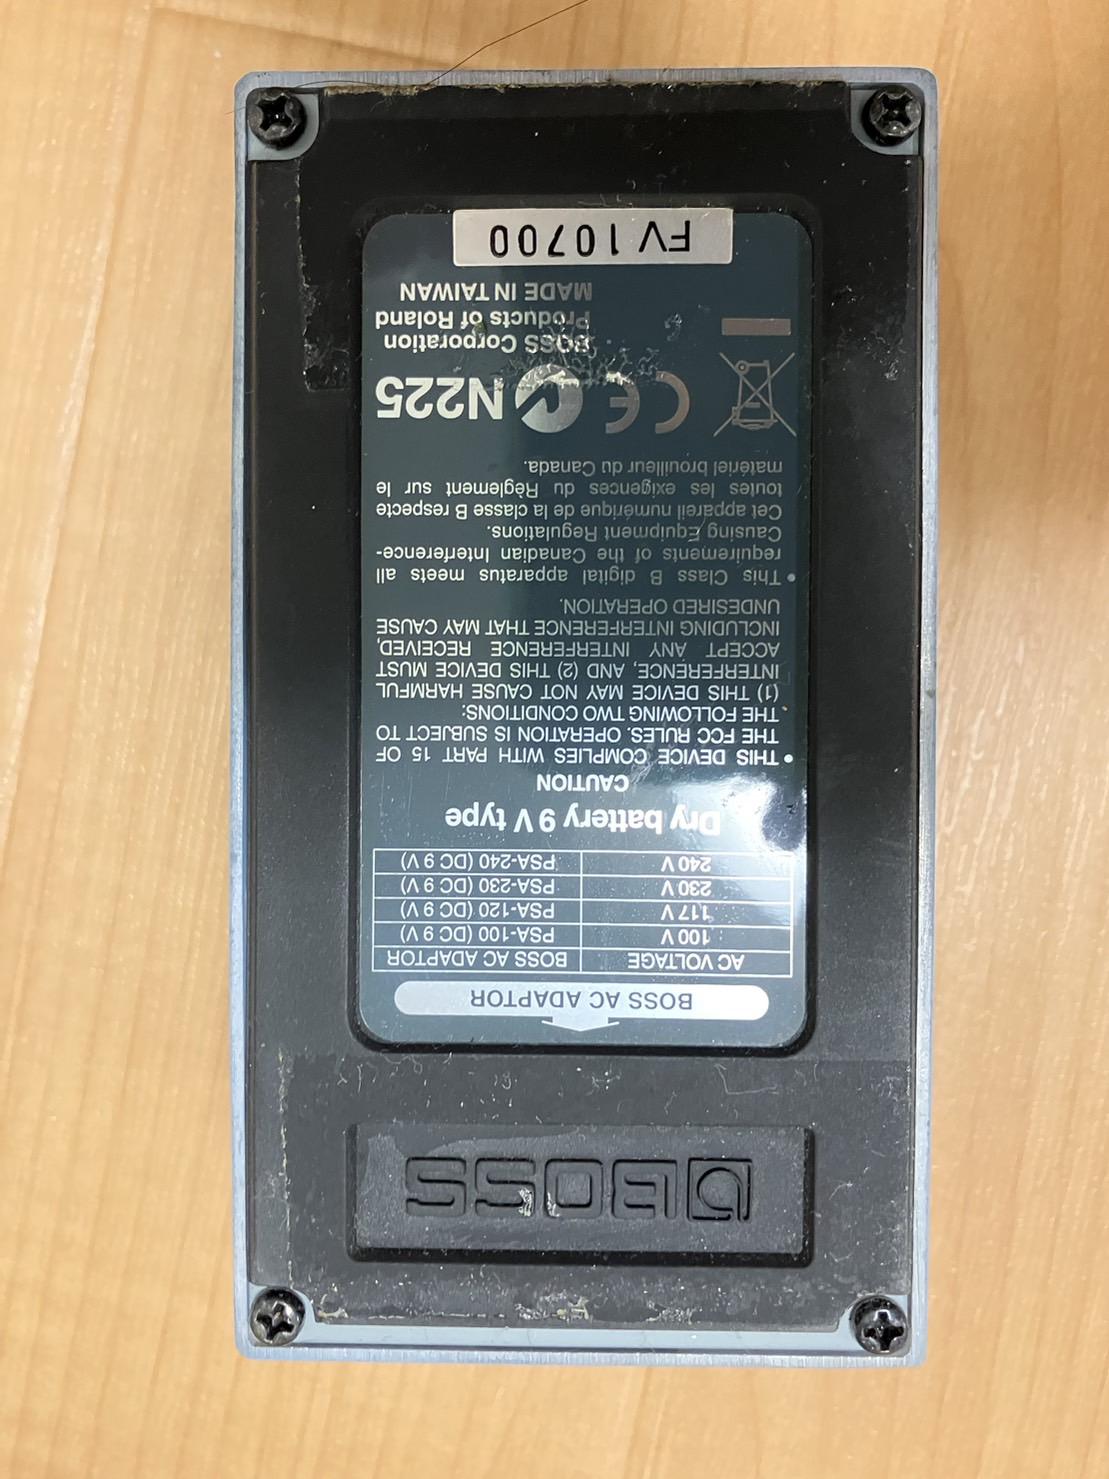 BOSS
BOSS AC ADAPTOR
AC VOLTAGE BOSS AC ADAPTOR
100 V PSA-100 (DC 9 V)
117 V PSA-120 (DC 9 V)
230 V PSA-230 (DC 9 V)
240 V PSA-240 (DC 9 V)
Dry battery 9 V type
CAUTION
• THIS DEVICE COMPLIES WITH PART 15 OF
THE FCC RULES. OPERATION IS SUBJECT TO
THE FOLLOWING TWO CONDITIONS:
(1) THIS DEVICE MAY NOT CAUSE HARMFUL
INTERFERENCE, AND (2) THIS DEVICE MUST
ACCEPT ANY INTERFERENCE RECEIVED,
INCLUDING INTERFERENCE THAT MAY CAUSE
UNDESIRED OPERATION.
• This Class B digital apparatus meets all
requirements of the Canadian Interference-
Causing Equipment Regulations.
Cet appareil numérique de la classe B respecte
toutes les exigences du Règlement sur le
matériel brouilleur du Canada.
CE N225
BOSS Corporation
Products of Roland
MADE IN TAIWAN
FV10700